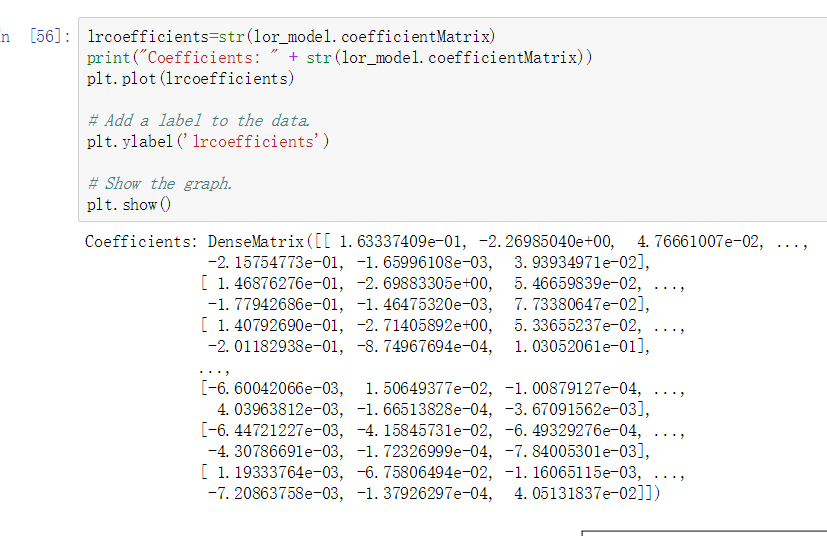 n [56]: lrcoefficients=str(lor_model.coefficientMatrix)
print("Coefficients: " + str(lor_model.coefficientMatrix))
plt.plot(lrcoefficients)
# Add a label to the data.
plt.ylabel('lrcoefficients')
# Show the graph.
plt.show()
Coefficients: DenseMatrix([[ 1.63337409e-01, -2.26985040e+00,  4.76661007e-02, ...,
-2.15754773e-01, -1.65996108e-03,  3.93934971e-02],
[ 1.46876276e-01, -2.69883305e+00,  5.46659839e-02, ...,
-1.77942686e-01, -1.46475320e-03,  7.73380647e-02],
[ 1.40792690e-01, -2.71405892e+00,  5.33655237e-02, ...,
-2.01182938e-01, -8.74967694e-04,  1.03052061e-01],
...,
[-6.60042066e-03,  1.50649377e-02, -1.00879127e-04, ...,
4.03963812e-03, -1.66513828e-04, -3.67091562e-03],
[-6.44721227e-03, -4.15845731e-02, -6.49329276e-04, ...,
-4.30786691e-03, -1.72326999e-04, -7.84005301e-03],
[ 1.19333764e-03, -6.75806494e-02, -1.16065115e-03, ...,
-7.20863758e-03, -1.37926297e-04,  4.05131837e-02]])